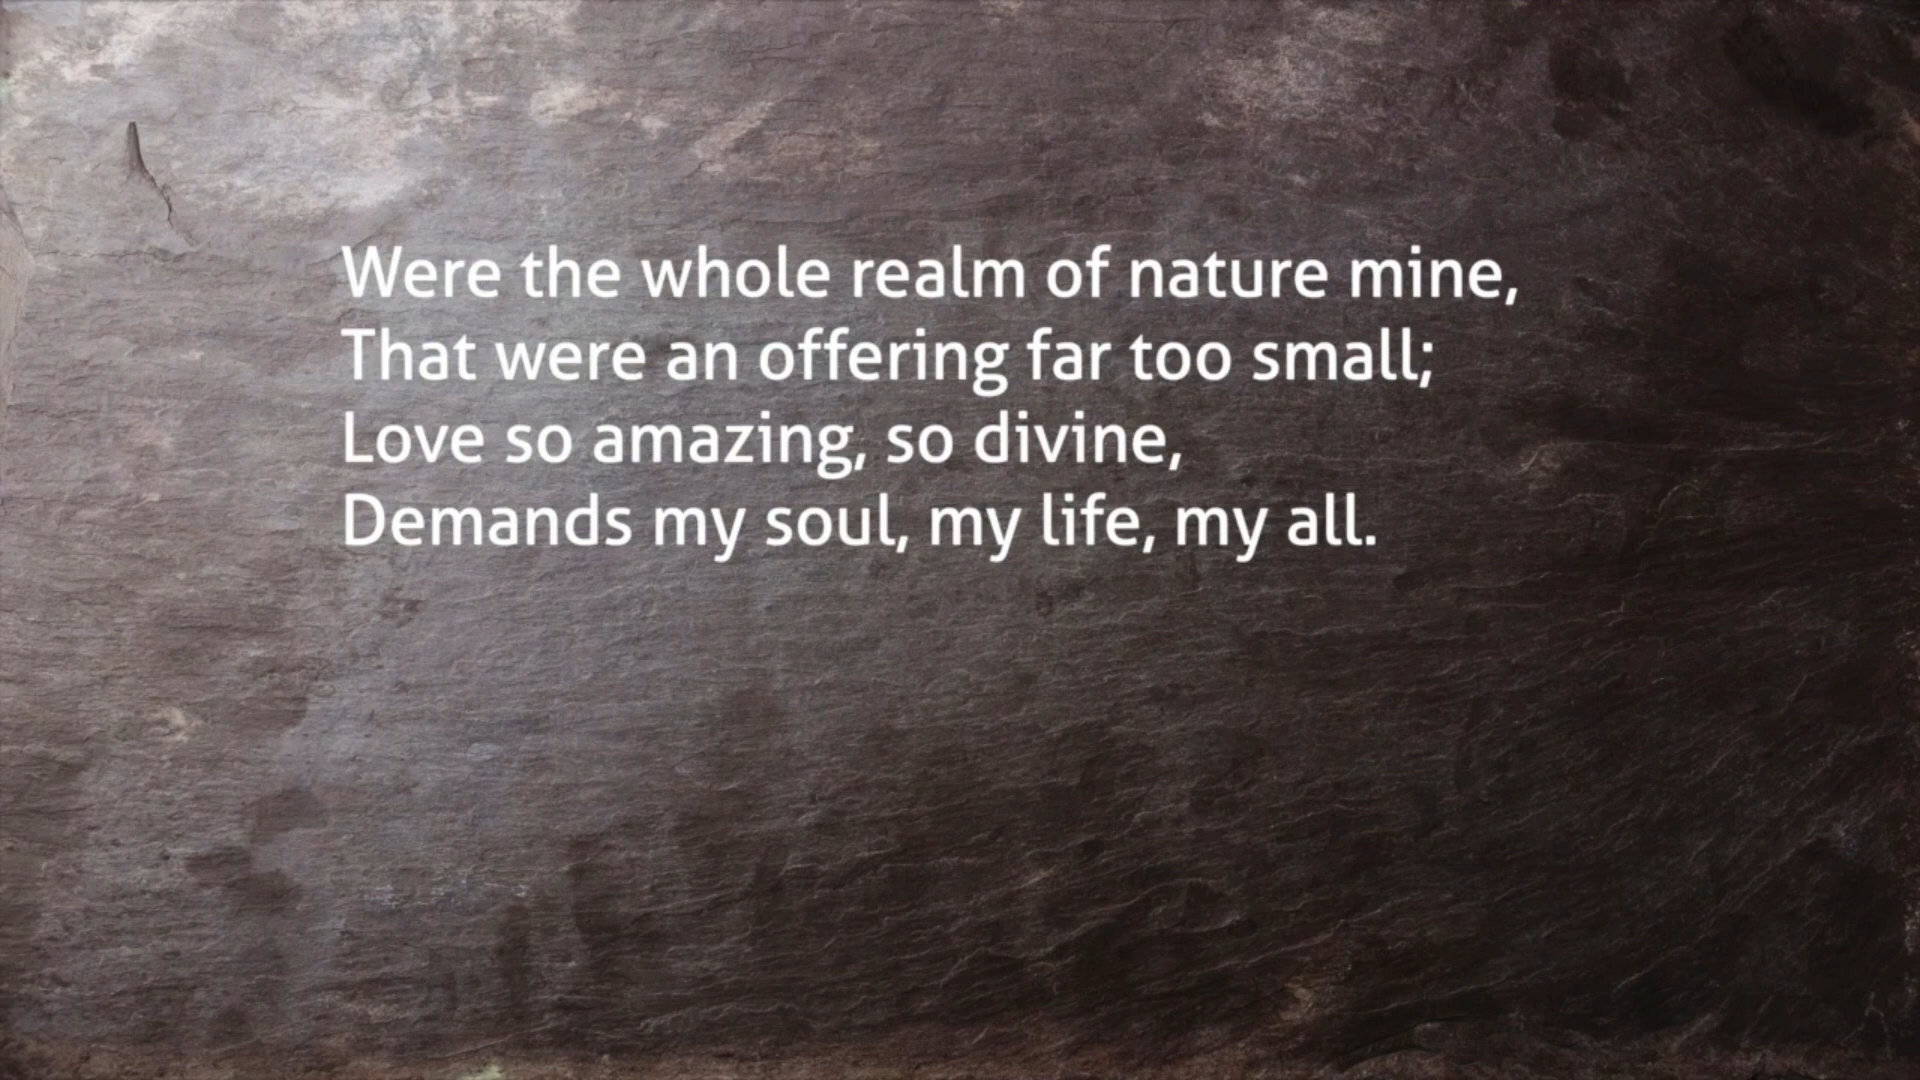 Were the whole realm of nature mine,
That were an offering far too small;
Love so amazing, so divine,
Demands my soul, my life, my all.